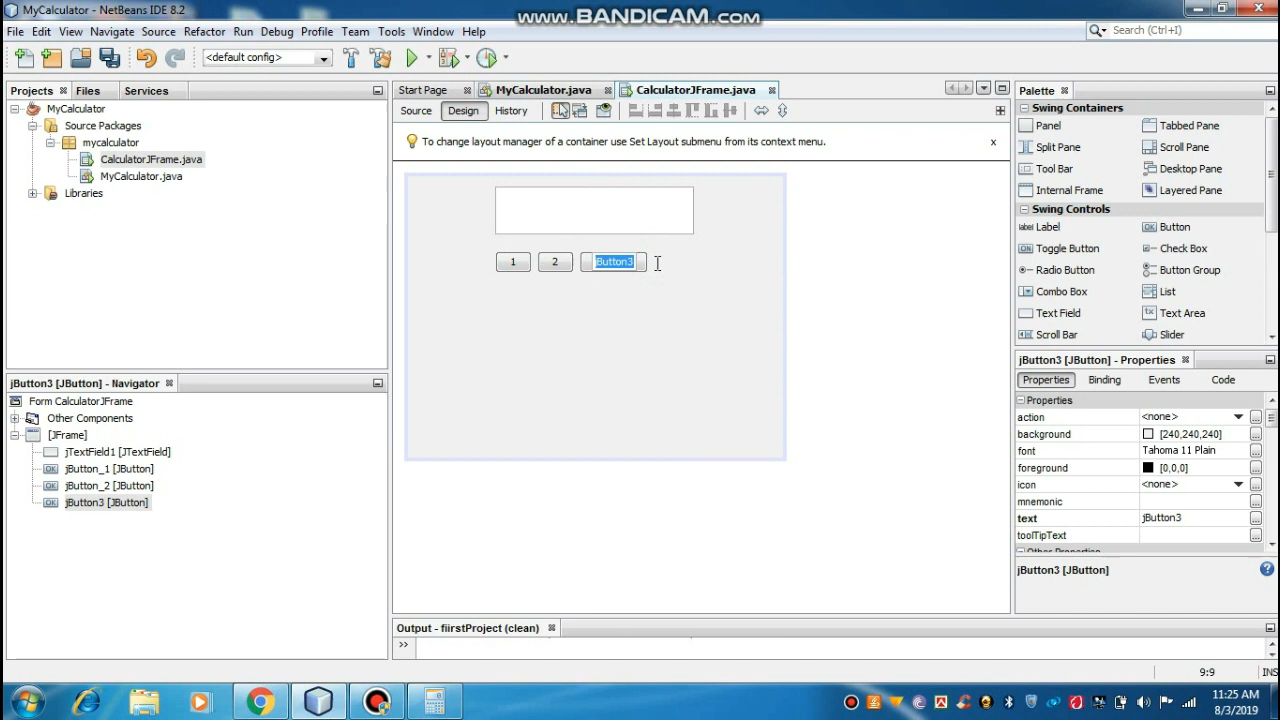 MyCalculator - NetBeans IDE 8.2
www.BANDICAM.com
File Edit View Navigate Source Refactor Run Debug Profile Team Tools Window Help
Search (Ctrl+I)
<default config>
Projects Files Services
MyCalculator
Source Packages
mycalculator
CalculatorJFrame.java
MyCalculator.java
Libraries
Start Page MyCalculator.java CalculatorJFrame.java
Source Design History
To change layout manager of a container use Set Layout submenu from its context menu. x
1 2 jButton3
Palette
Swing Containers
Panel Tabbed Pane
Split Pane Scroll Pane
Tool Bar Desktop Pane
Internal Frame Layered Pane
Swing Controls
label Label OK Button
ON Toggle Button Check Box
Radio Button Button Group
Combo Box List
Text Field Text Area
Scroll Bar Slider
jButton3 [JButton] - Navigator
Form CalculatorJFrame
Other Components
[JFrame]
jTextField1 [JTextField]
OK jButton_1 [JButton]
OK jButton_2 [JButton]
OK jButton3 [JButton]
jButton3 [JButton] - Properties
Properties Binding Events Code
Properties
action <none> ...
background [240,240,240] ...
font Tahoma 11 Plain ...
foreground [0,0,0] ...
icon <none> ...
mnemonic ...
text jButton3 ...
toolTipText ...
Other Properties
jButton3 [JButton]
Output - fiirstProject (clean)
>>
9:9 INS
11:25 AM
8/3/2019